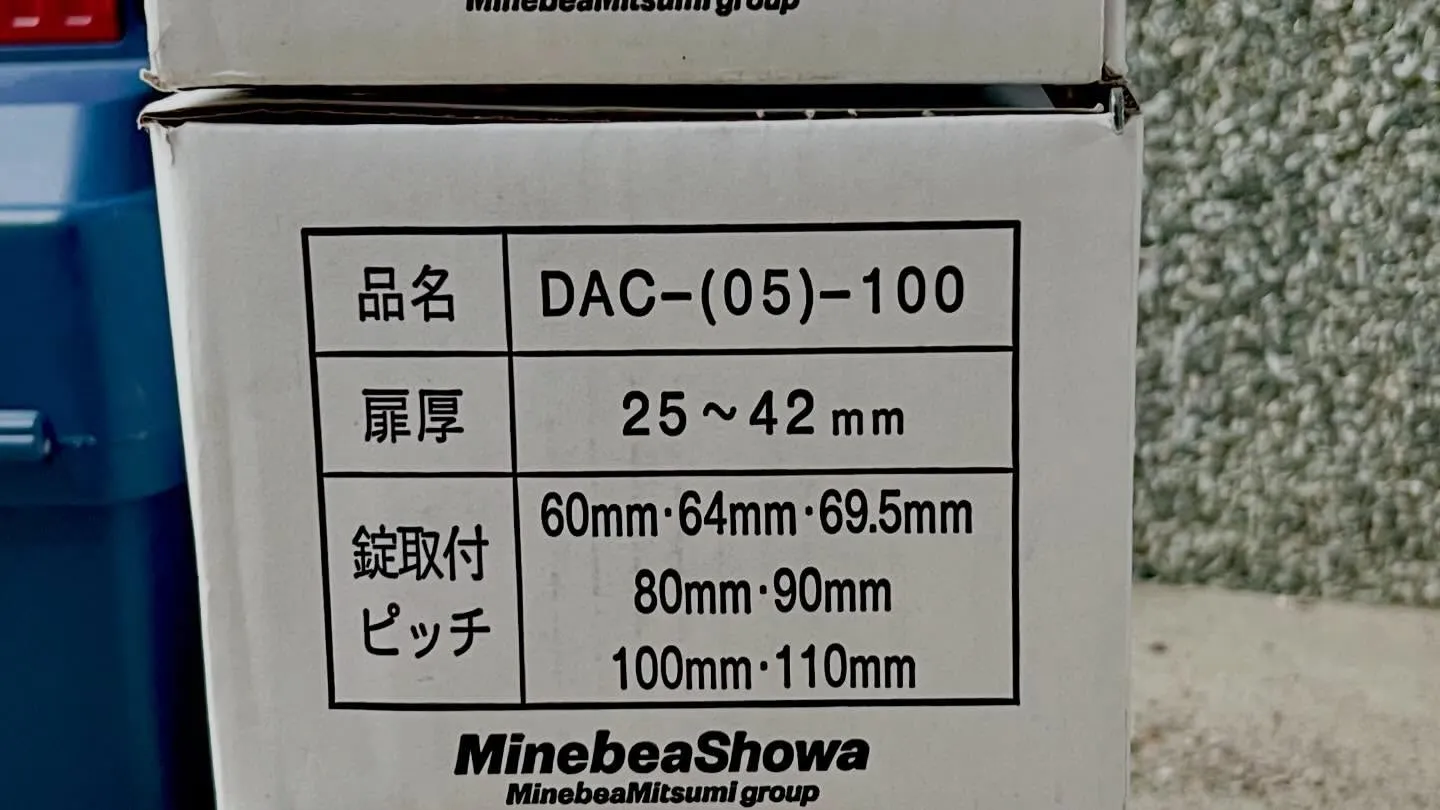 MinebeaMitsumi group
品名 DAC-(05)-100
扉厚 25～42mm
錠取付ピッチ
60mm·64mm·69.5mm
80mm·90mm
100mm·110mm
MinebeaShowa
MinebeaMitsumi group